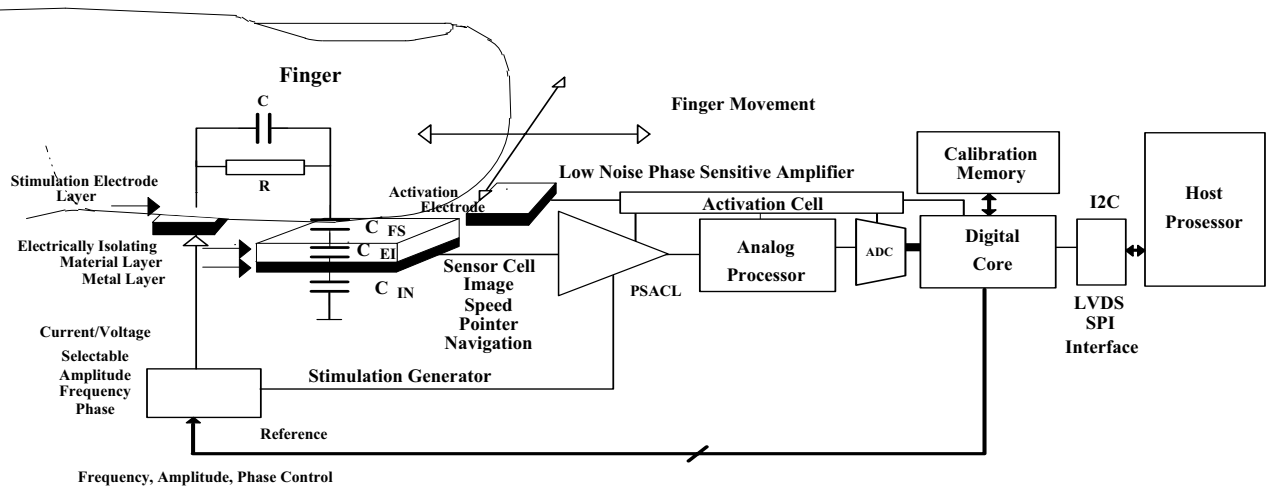 Finger
C
R
Finger Movement
Stimulation Electrode
Layer
Activation
Electrode
Low Noise Phase Sensitive Amplifier
Activation Cell
Calibration
Memory
I2C
Host
Prosessor
Electrically Isolating
Material Layer
Metal Layer
C FS
C EI
C IN
Sensor Cell
Image
Speed
Pointer
Navigation
PSACL
Analog
Processor
ADC
Digital
Core
LVDS
SPI
Interface
Current/Voltage
Selectable
Amplitude
Frequency
Phase
Stimulation Generator
Reference
Frequency, Amplitude, Phase Control